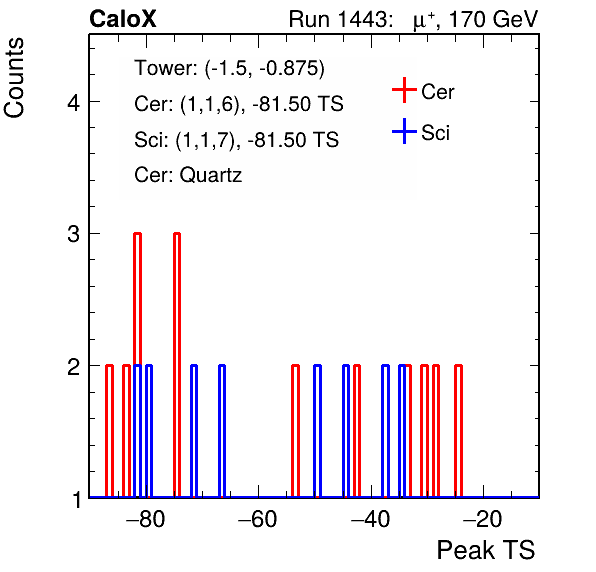 CaloX Run 1443: μ⁺, 170 GeV
Counts
Tower: (-1.5, -0.875)
Cer: (1,1,6), -81.50 TS
Sci: (1,1,7), -81.50 TS
Cer: Quartz
Cer
Sci
4
3
2
1
−80 −60 −40 −20
Peak TS